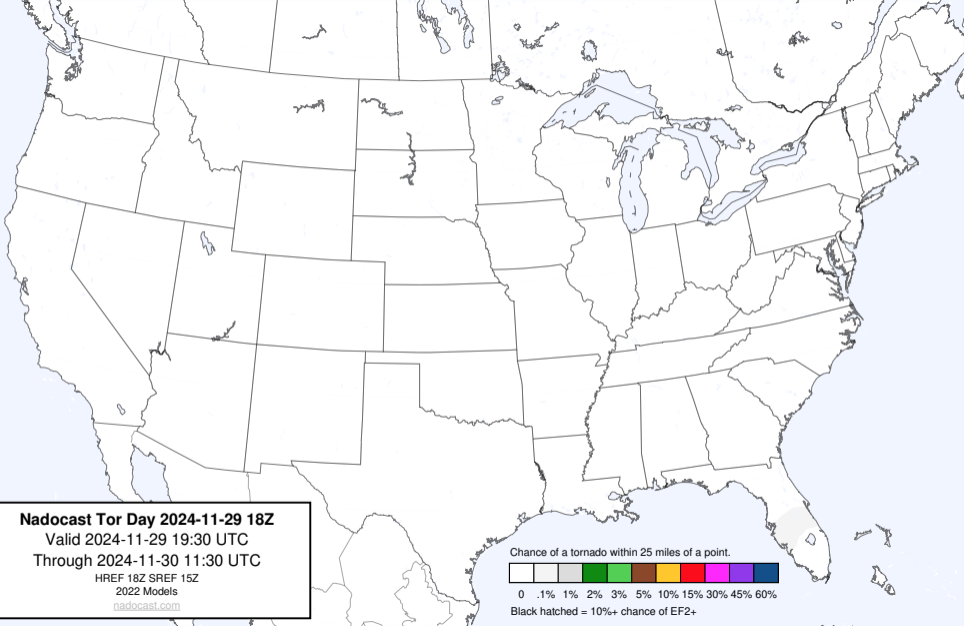 Nadocast Tor Day 2024-11-29 18Z
Valid 2024-11-29 19:30 UTC
Through 2024-11-30 11:30 UTC
HREF 18Z SREF 15Z
2022 Models
nadocast.com
Chance of a tornado within 25 miles of a point.
0 .1% 1% 2% 3% 5% 10% 15% 30% 45% 60%
Black hatched = 10%+ chance of EF2+